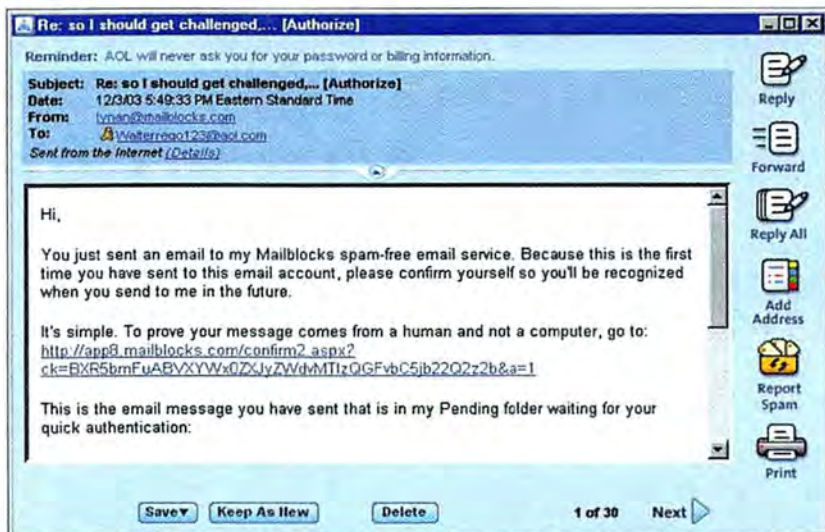 Re: so I should get challenged,... [Authorize]
Reminder: AOL will never ask you for your password or billing information.
Subject: Re: so I should get challenged,... [Authorize]
Date: 12/3/03 5:49:33 PM Eastern Standard Time
From: lynan@mailblocks.com
To: Walterrego123@aol.com
Sent from the Internet (Details)
Hi,
You just sent an email to my Mailblocks spam-free email service. Because this is the first
time you have sent to this email account, please confirm yourself so you'll be recognized
when you send to me in the future.
It's simple. To prove your message comes from a human and not a computer, go to:
http://app8.mailblocks.com/confirm2.aspx?
ck=BXR5bmFuABVXYWx0ZXJyZWdvMTIzQGFvbC5jb22Q2z2b&a=1
This is the email message you have sent that is in my Pending folder waiting for your
quick authentication:
Reply
Forward
Reply All
Add
Address
Report
Spam
Print
Save
Keep As New
Delete
1 of 30
Next